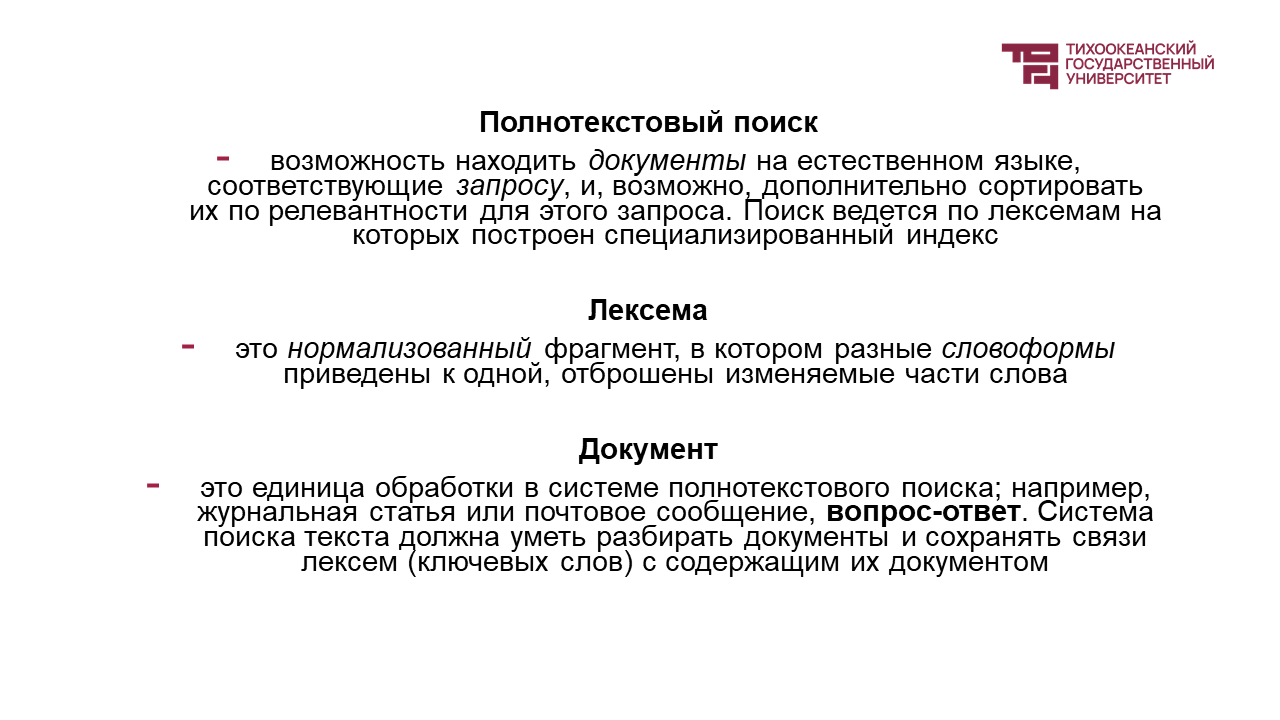 ТИХООКЕАНСКИЙ
ГОСУДАРСТВЕННЫЙ
УНИВЕРСИТЕТ
Полнотекстовый поиск
- возможность находить документы на естественном языке,
соответствующие запросу, и, возможно, дополнительно сортировать
их по релевантности для этого запроса. Поиск ведется по лексемам на
которых построен специализированный индекс
Лексема
- это нормализованный фрагмент, в котором разные словоформы
приведены к одной, отброшены изменяемые части слова
Документ
- это единица обработки в системе полнотекстового поиска; например,
журнальная статья или почтовое сообщение, вопрос-ответ. Система
поиска текста должна уметь разбирать документы и сохранять связи
лексем (ключевых слов) с содержащим их документом